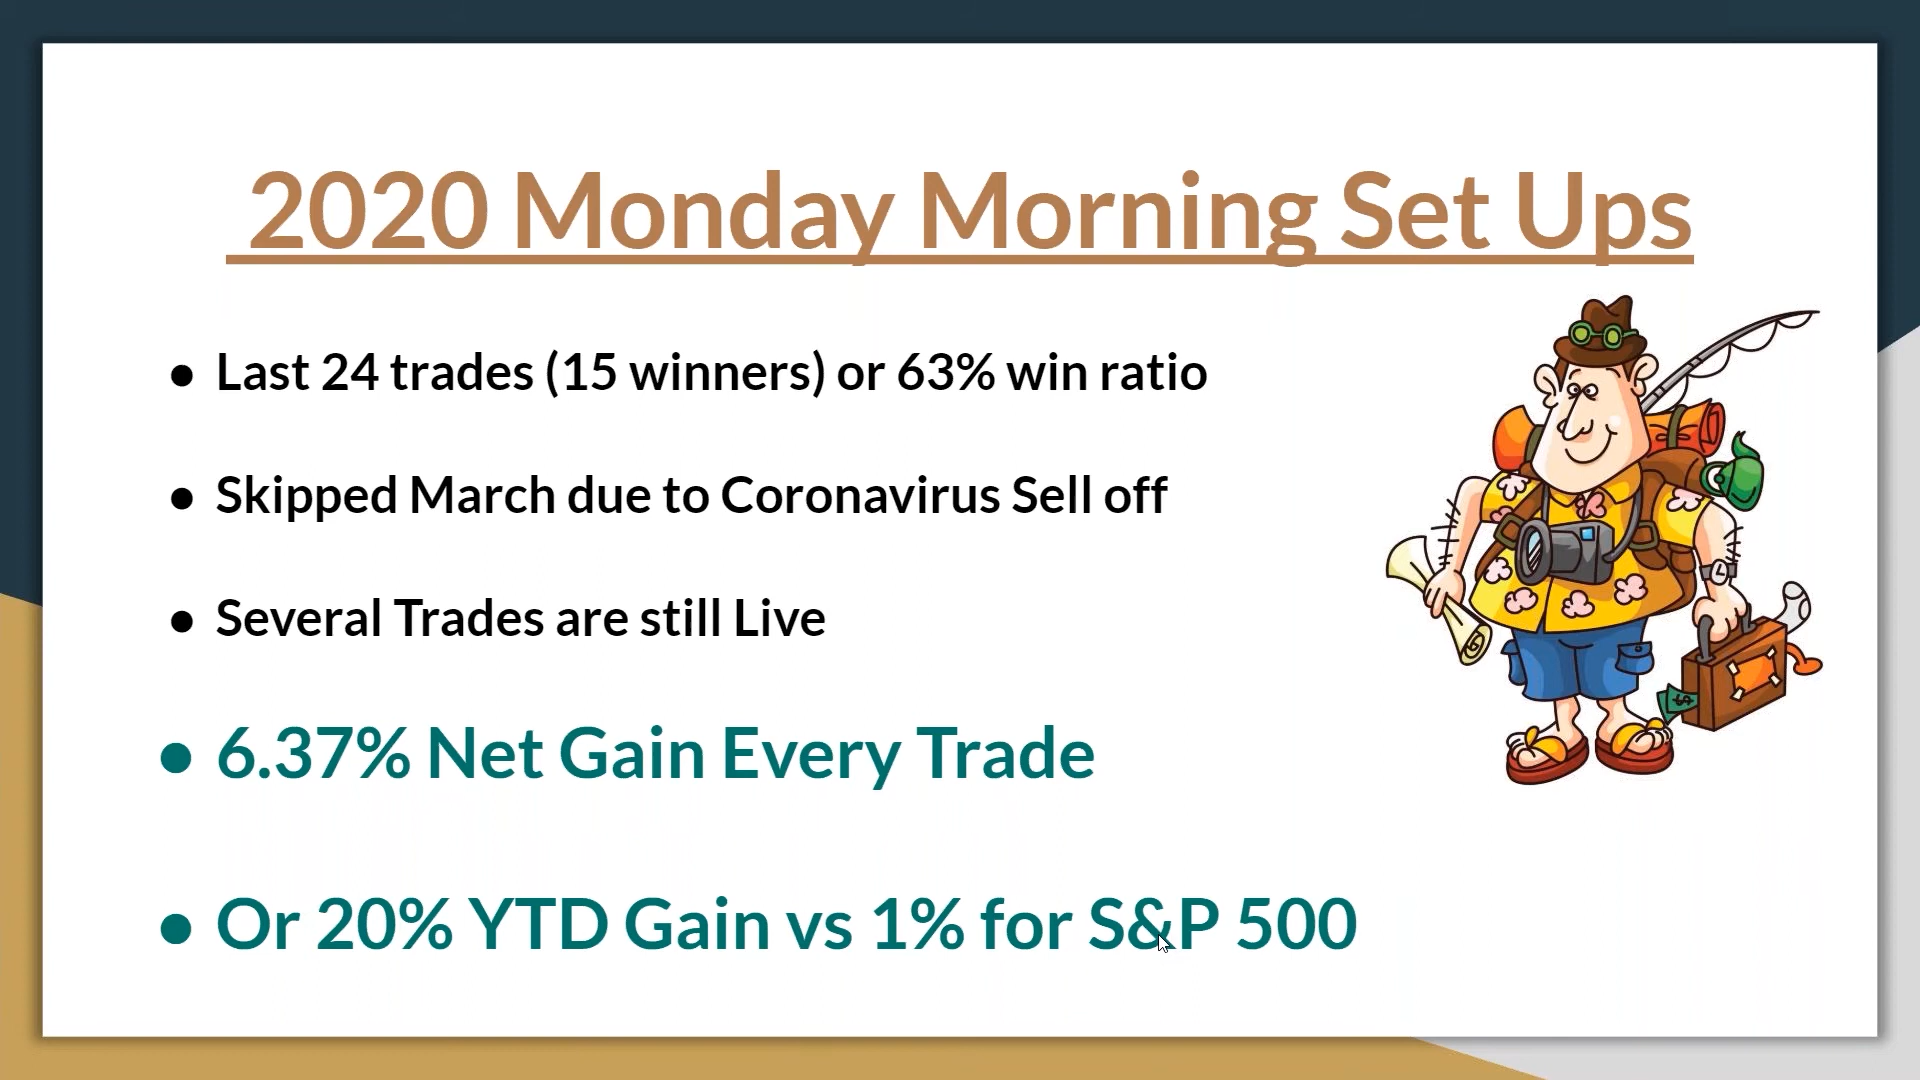 2020 Monday Morning Set Ups
● Last 24 trades (15 winners) or 63% win ratio
● Skipped March due to Coronavirus Sell off
● Several Trades are still Live
● 6.37% Net Gain Every Trade
● Or 20% YTD Gain vs 1% for S&P 500